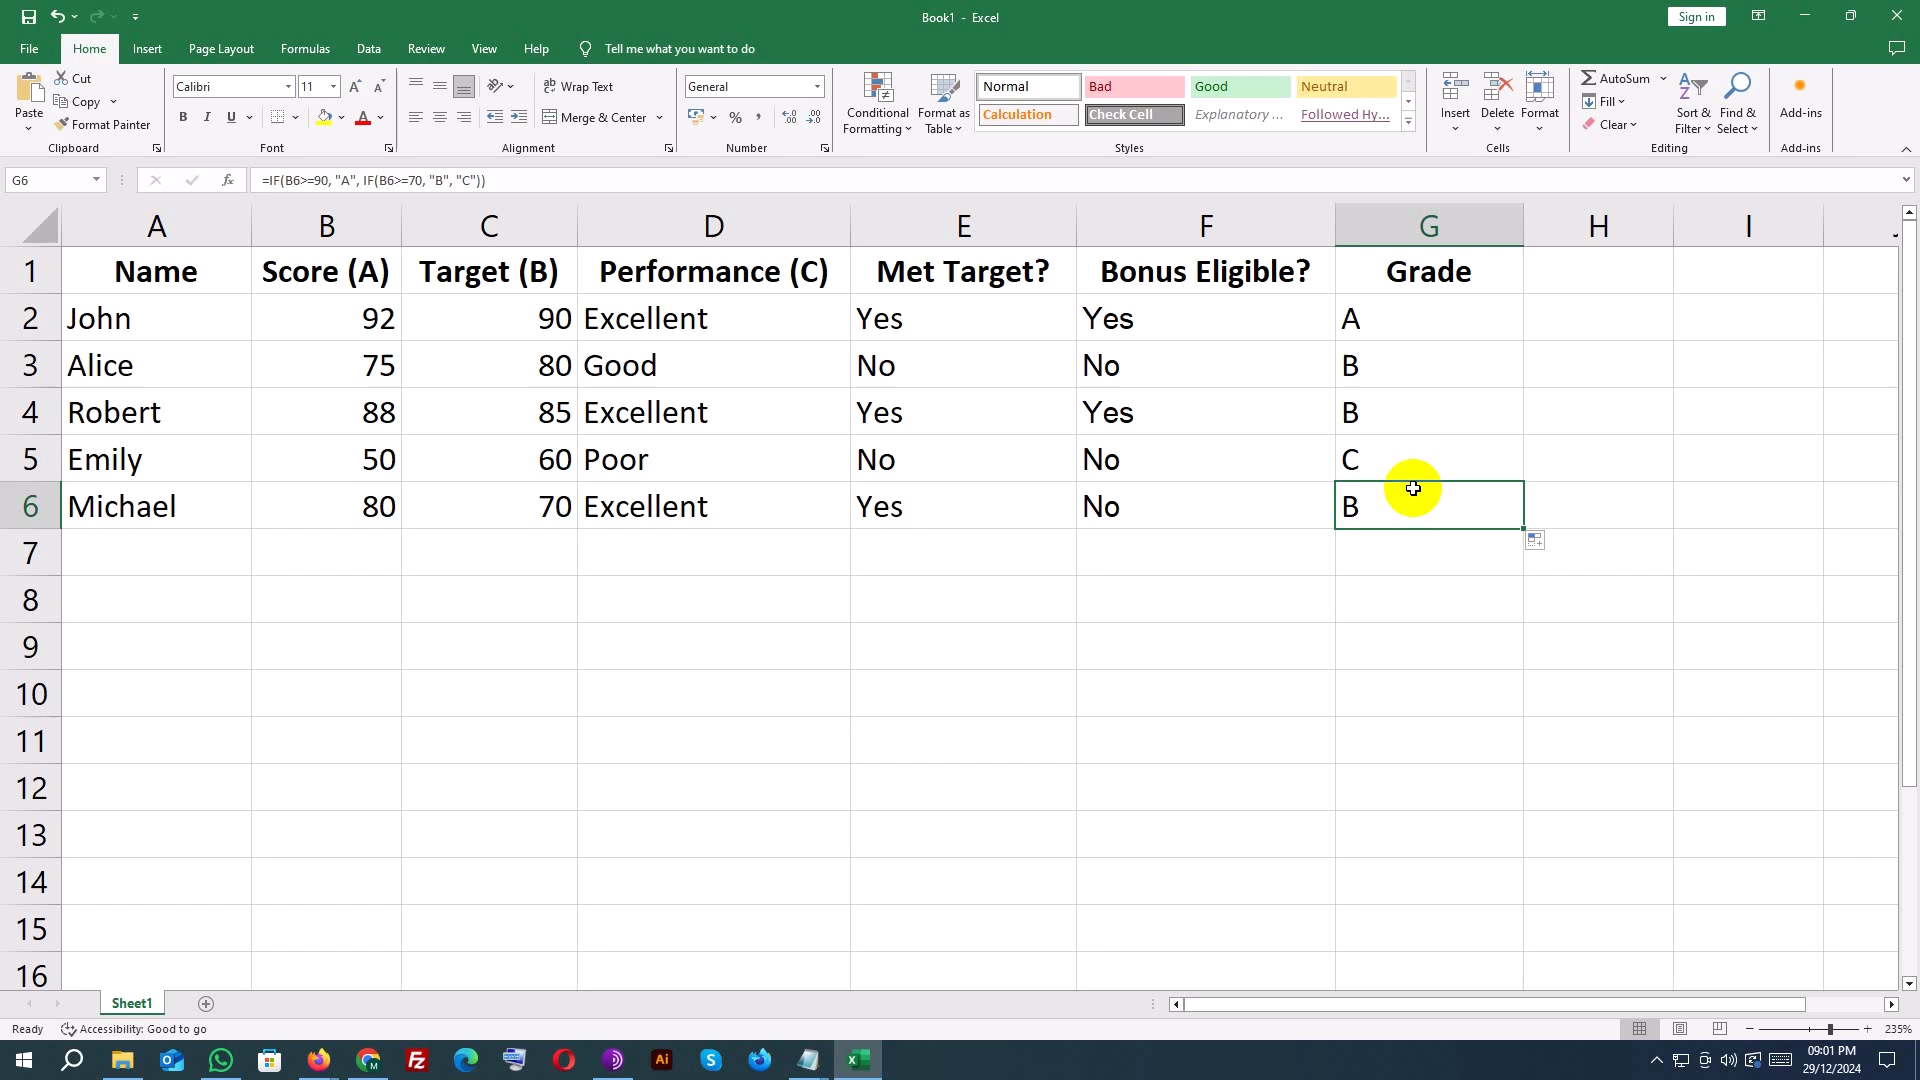 Book1 - Excel
Sign in
File Home Insert Page Layout Formulas Data Review View Help Tell me what you want to do
Paste
Cut
Copy
Format Painter
Clipboard
Calibri 11
B I U
Font
Wrap Text
Merge & Center
Alignment
General
Number
Conditional Formatting
Format as Table
Normal Bad Good Neutral
Calculation Check Cell Explanatory ... Followed Hy...
Styles
Insert Delete Format
Cells
AutoSum
Fill
Clear
Sort & Filter
Find & Select
Editing
Add-ins
Add-ins
G6 fx =IF(B6>=90, "A", IF(B6>=70, "B", "C"))
A B C D E F G H I
1 Name Score (A) Target (B) Performance (C) Met Target? Bonus Eligible? Grade
2 John 92 90 Excellent Yes Yes A
3 Alice 75 80 Good No No B
4 Robert 88 85 Excellent Yes Yes B
5 Emily 50 60 Poor No No C
6 Michael 80 70 Excellent Yes No B
7
8
9
10
11
12
13
14
15
16
Sheet1
Ready Accessibility: Good to go 235%
09:01 PM
29/12/2024